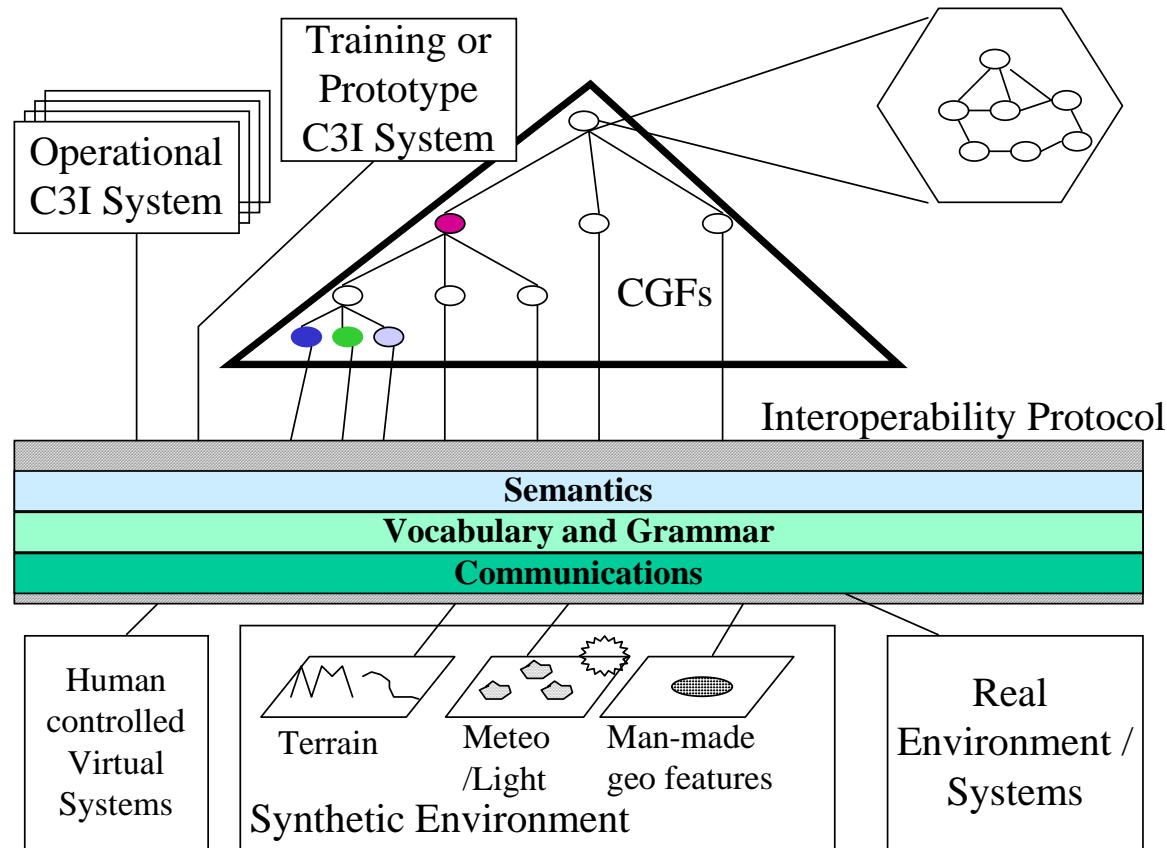 Training or
Prototype
C3I System
Operational
C3I System
CGFs
Interoperability Protocol
Semantics
Vocabulary and Grammar
Communications
Human
controlled
Virtual
Systems
Terrain
Meteo
/Light
Man-made
geo features
Synthetic Environment
Real
Environment /
Systems